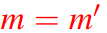 m = m′